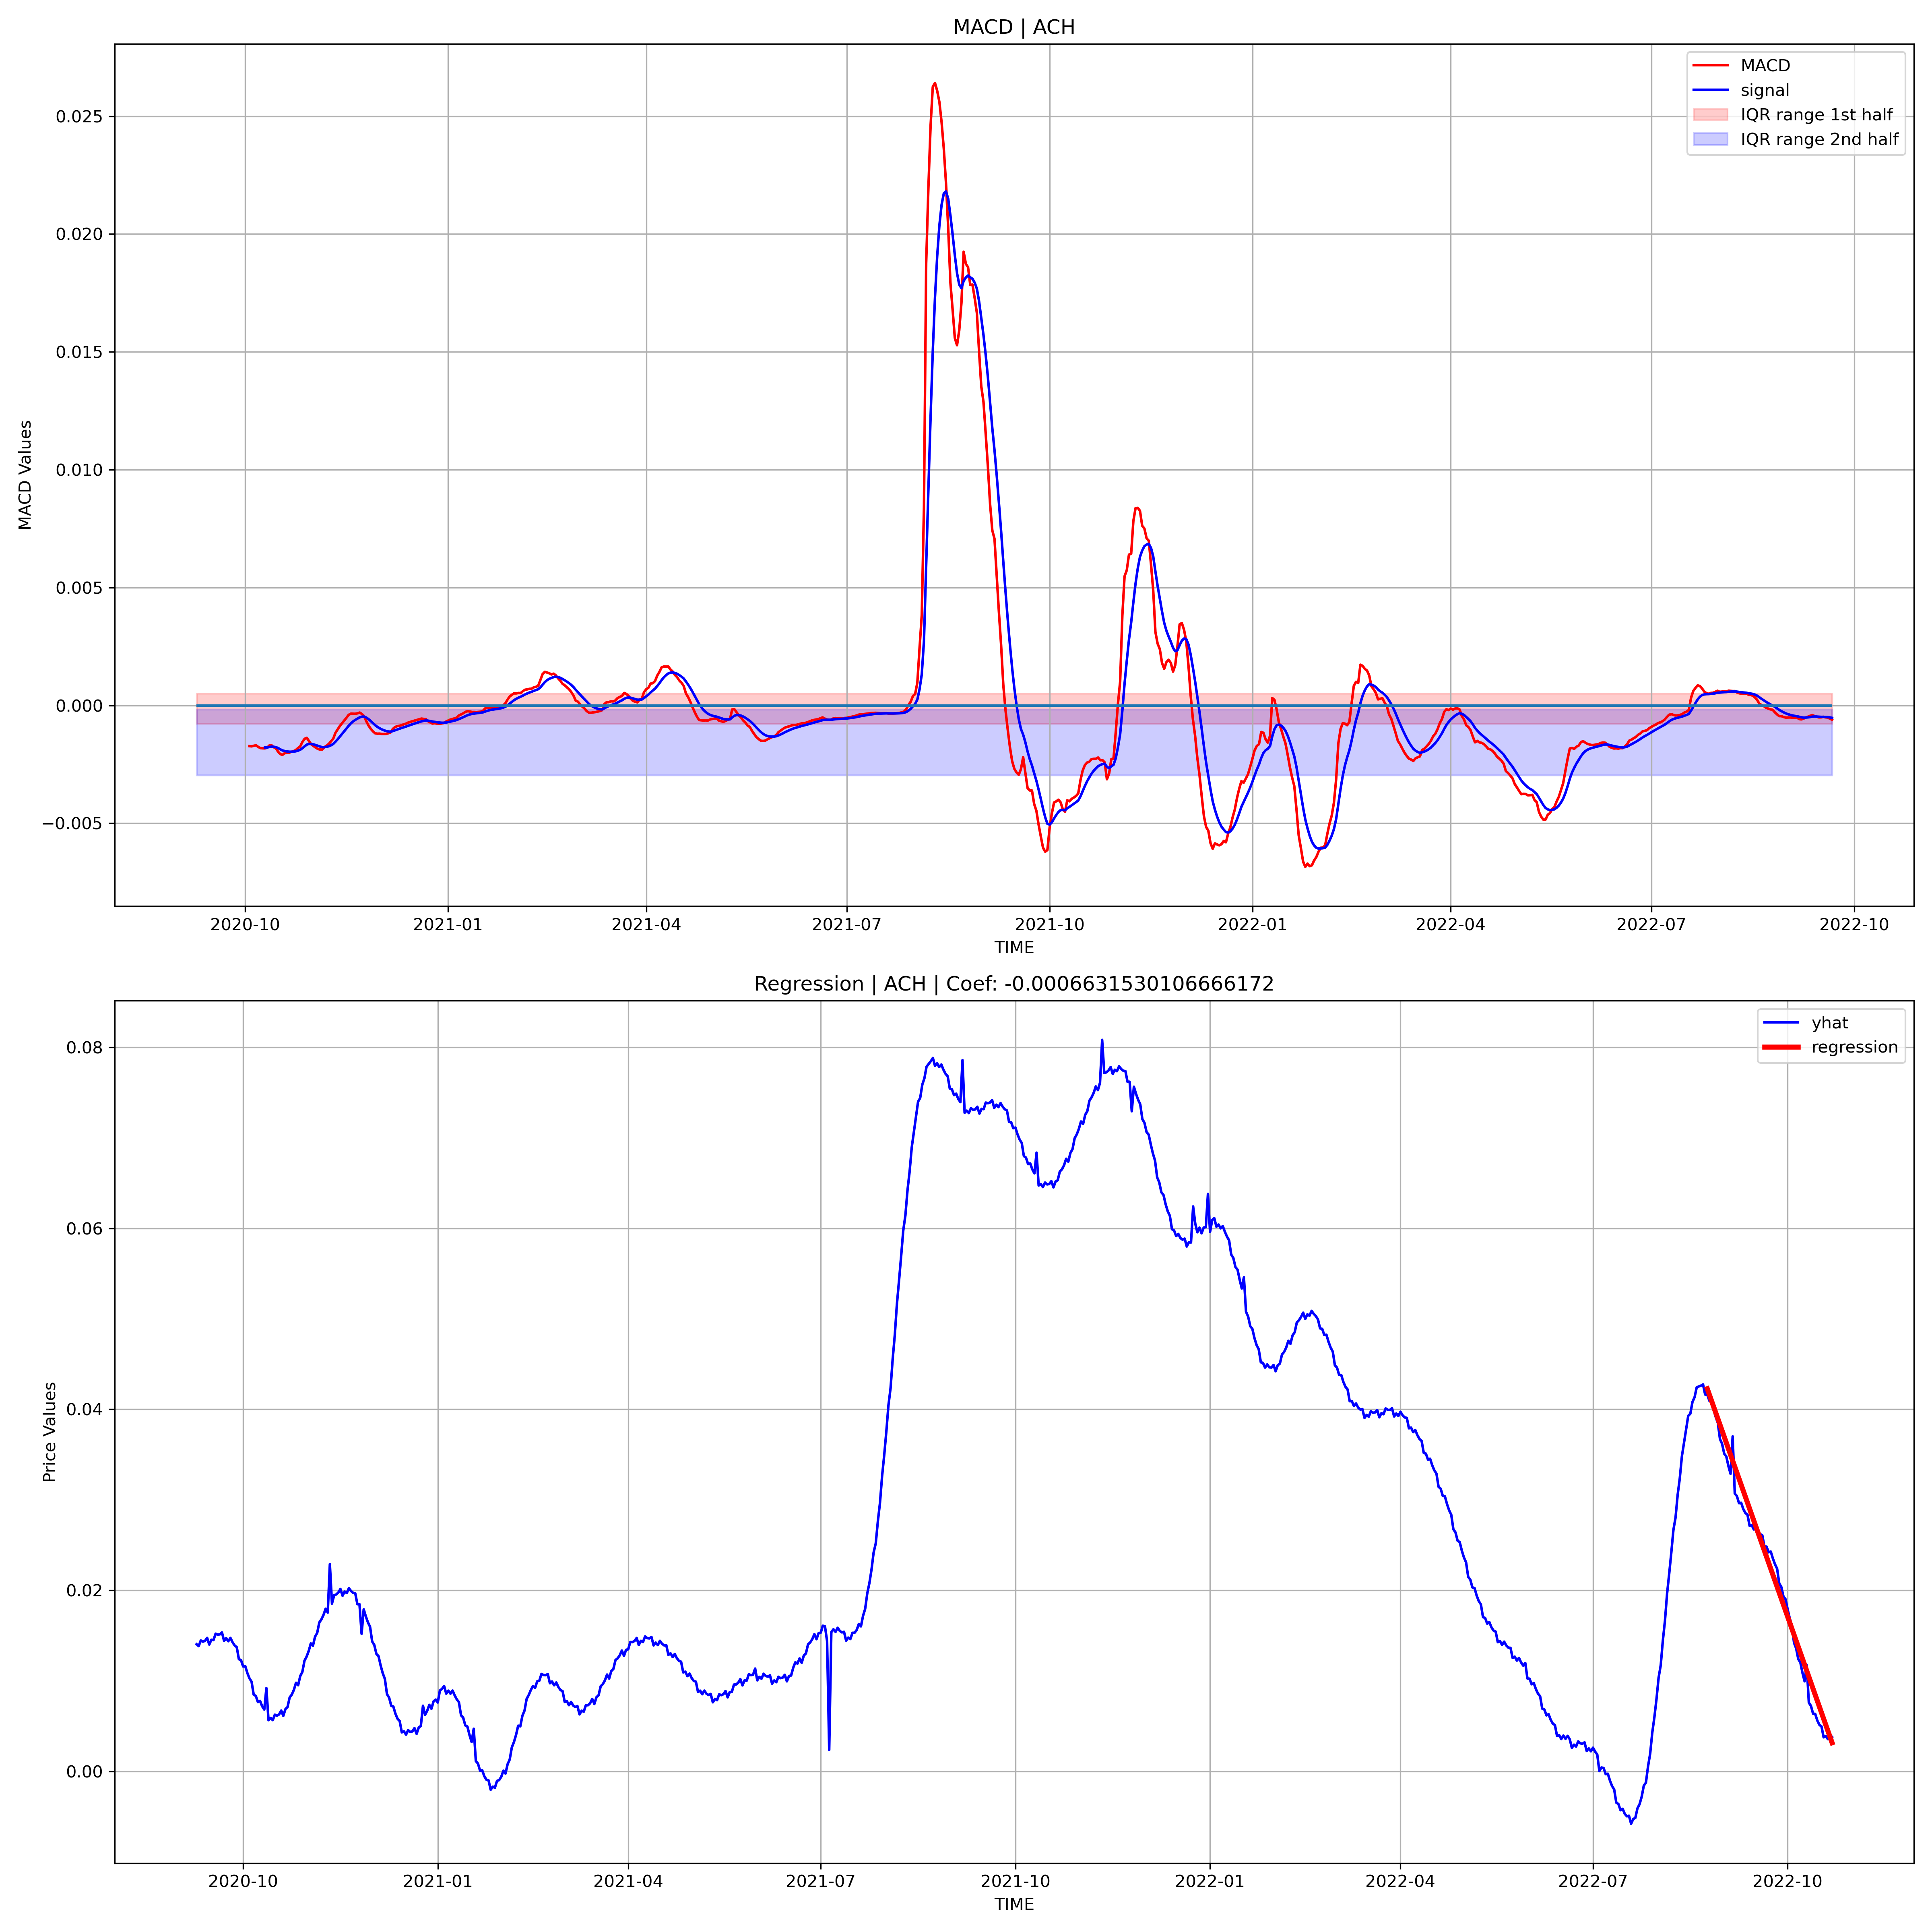 MACD | ACH
MACD
signal
IQR range 1st half
IQR range 2nd half
0.025
0.020
0.015
0.010
0.005
0.000
−0.005
MACD Values
2020-10 2021-01 2021-04 2021-07 2021-10 2022-01 2022-04 2022-07 2022-10
TIME
Regression | ACH | Coef: -0.0006631530106666172
yhat
regression
0.08
0.06
0.04
0.02
0.00
Price Values
2020-10 2021-01 2021-04 2021-07 2021-10 2022-01 2022-04 2022-07 2022-10
TIME